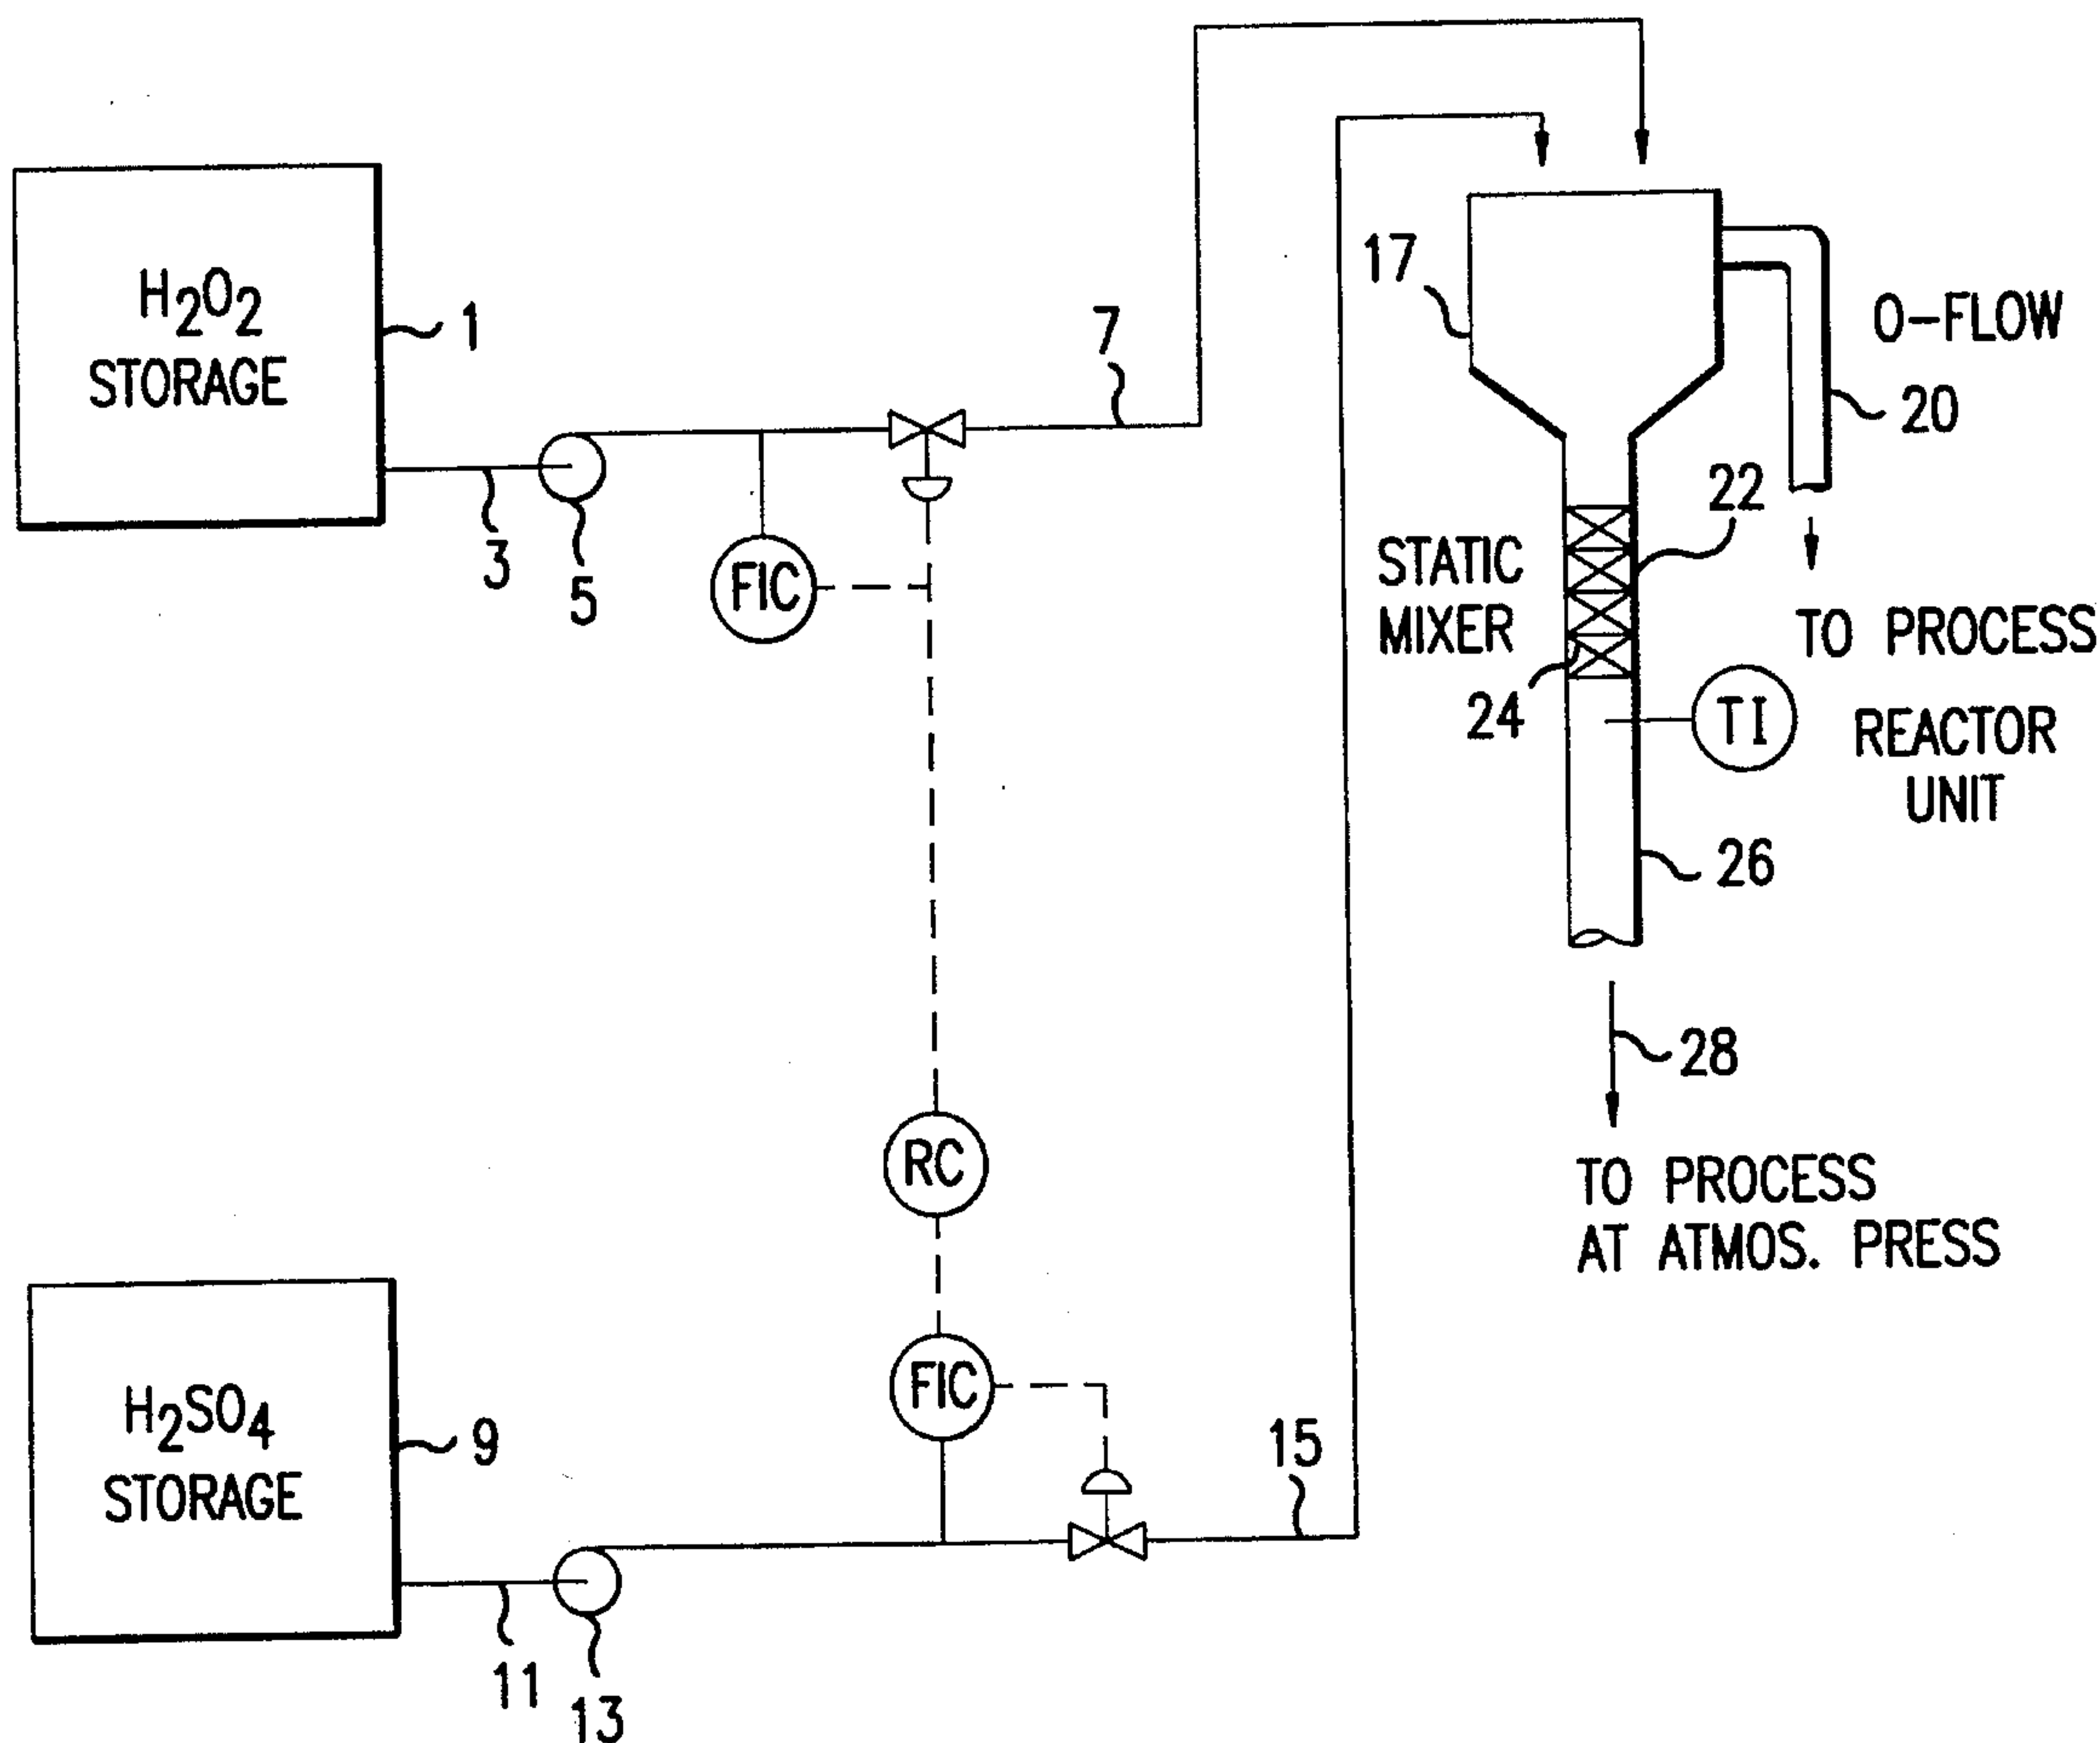 H2O2
STORAGE
1
3
5
FIC
7
17
O-FLOW
20
22
STATIC
MIXER
24
TI
TO PROCESS
REACTOR
UNIT
26
28
TO PROCESS
AT ATMOS. PRESS
RC
FIC
H2SO4
STORAGE
9
11
13
15